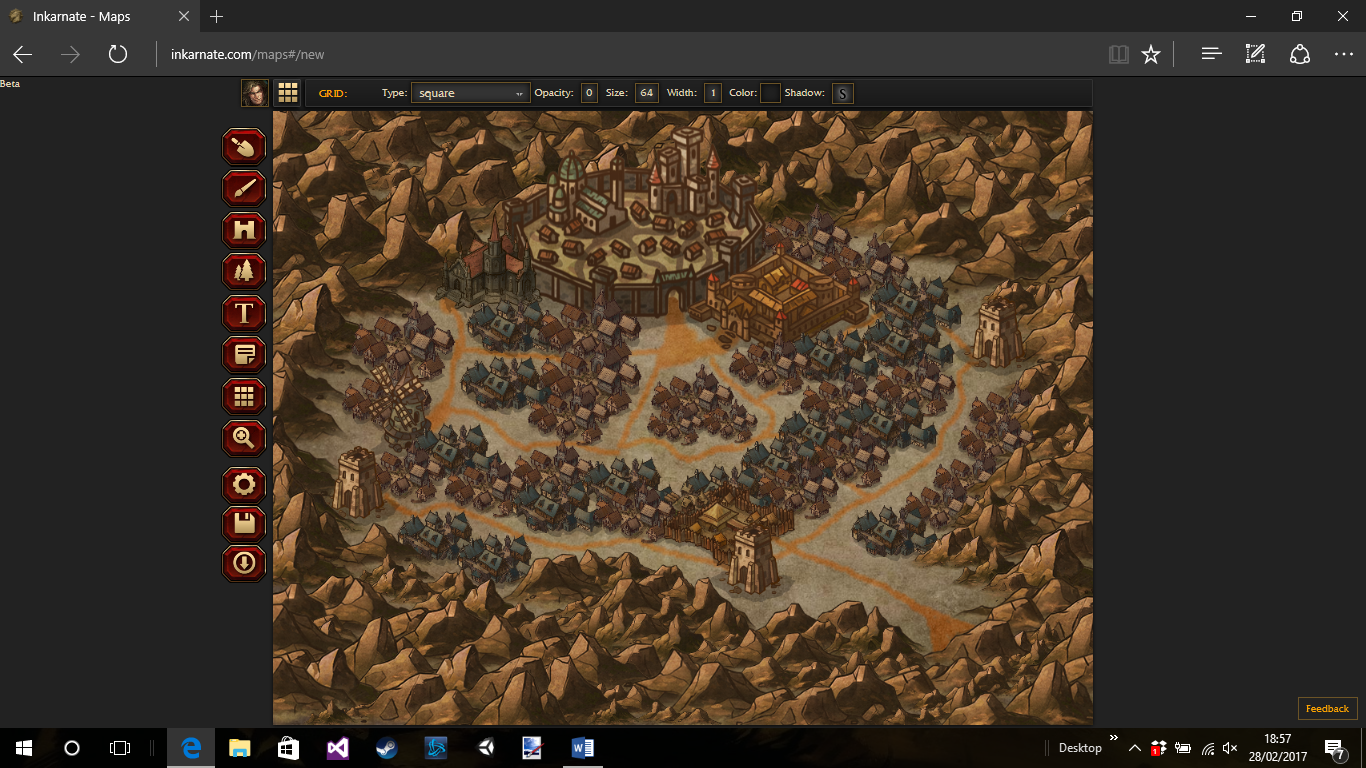 Inkarnate - Maps
inkarnate.com/maps#/new
Beta
GRID: Type: square Opacity: 0 Size: 64 Width: 1 Color: Shadow: S
T
Feedback
Desktop
1
18:57
28/02/2017
7